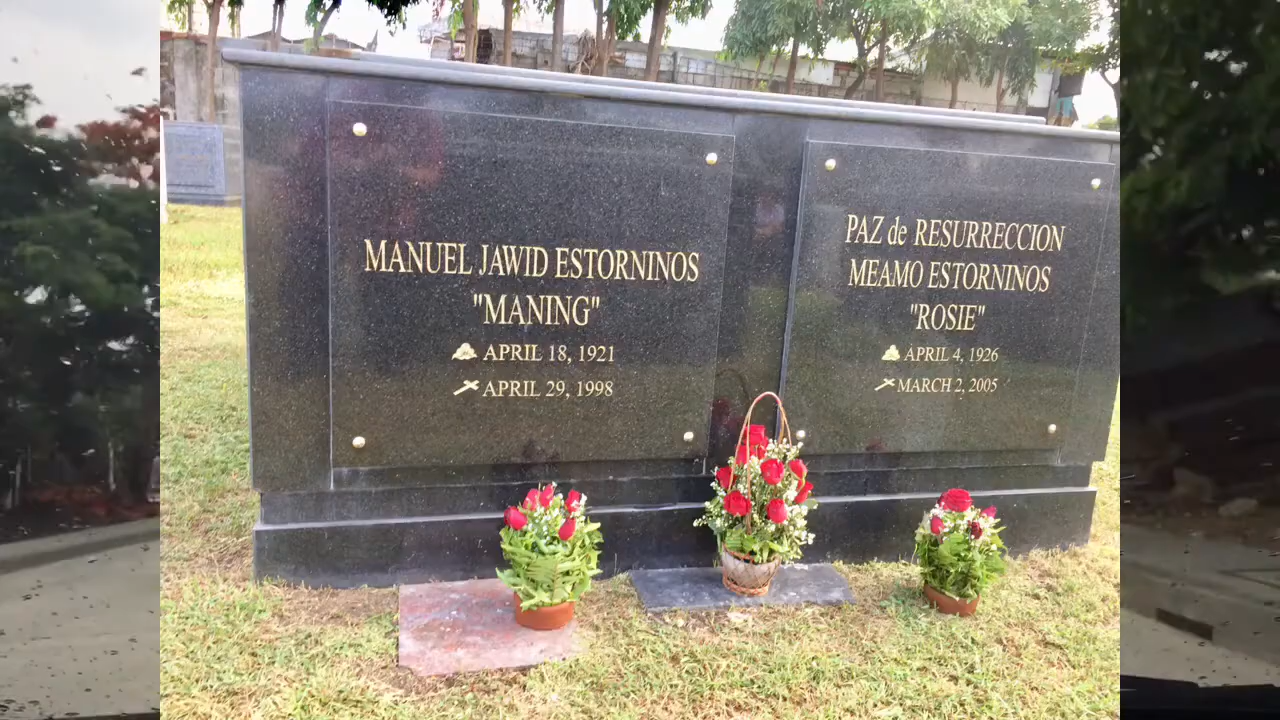 MANUEL JAWID ESTORNINOS
"MANING"
APRIL 18, 1921
APRIL 29, 1998
PAZ de RESURRECCION
MEAMO ESTORNINOS
"ROSIE"
APRIL 4, 1926
MARCH 2, 2005